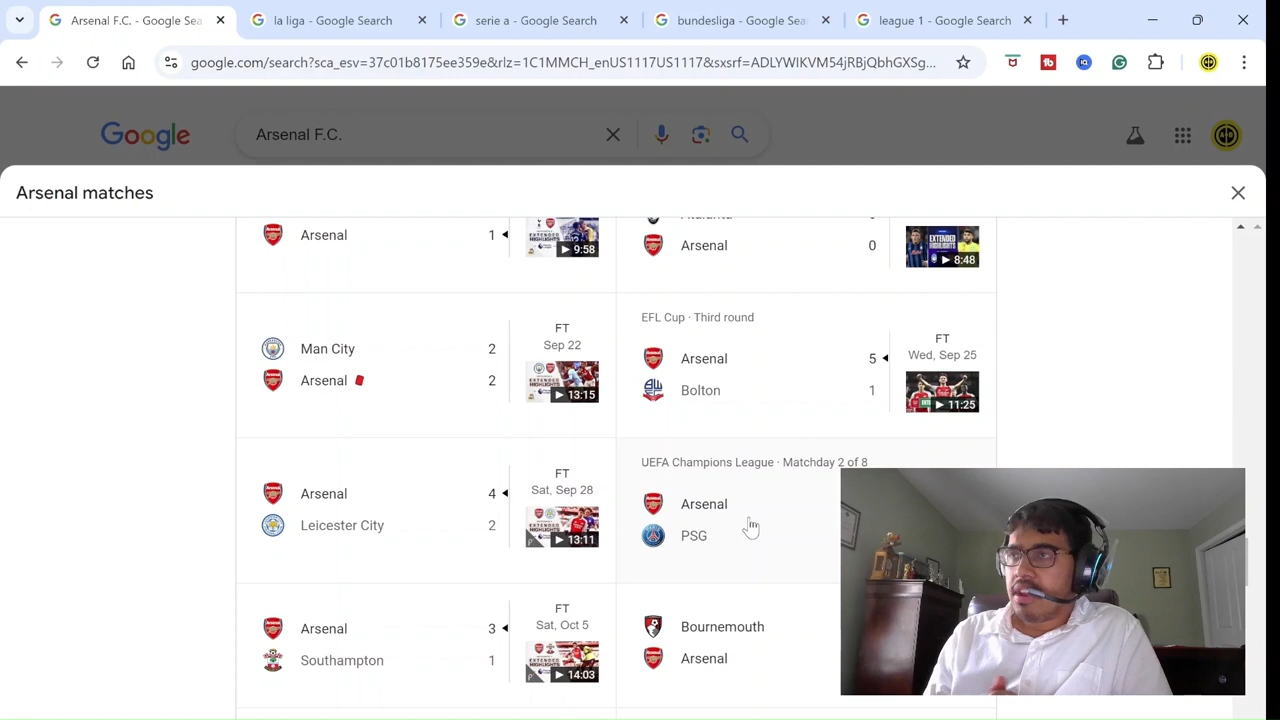 Arsenal F.C. - Google Sea
la liga - Google Search
serie a - Google Search
bundesliga - Google Sea
league 1 - Google Search
google.com/search?sca_esv=37c01b8175ee359e&rlz=1C1MMCH_enUS1117US1117&sxsrf=ADLYWIKVM54jRBjQbhGXSg...
Google
Arsenal F.C.
Arsenal matches
Arsenal 1
9:58
Atalanta 0
Arsenal 0
EXTENDED HIGHLIGHTS
8:48
Man City 2
Arsenal 2
FT
Sep 22
13:15
EFL Cup · Third round
Arsenal 5
Bolton 1
FT
Wed, Sep 25
11:25
Arsenal 4
Leicester City 2
FT
Sat, Sep 28
13:11
UEFA Champions League · Matchday 2 of 8
Arsenal
PSG
Arsenal 3
Southampton 1
FT
Sat, Oct 5
14:03
Bournemouth
Arsenal